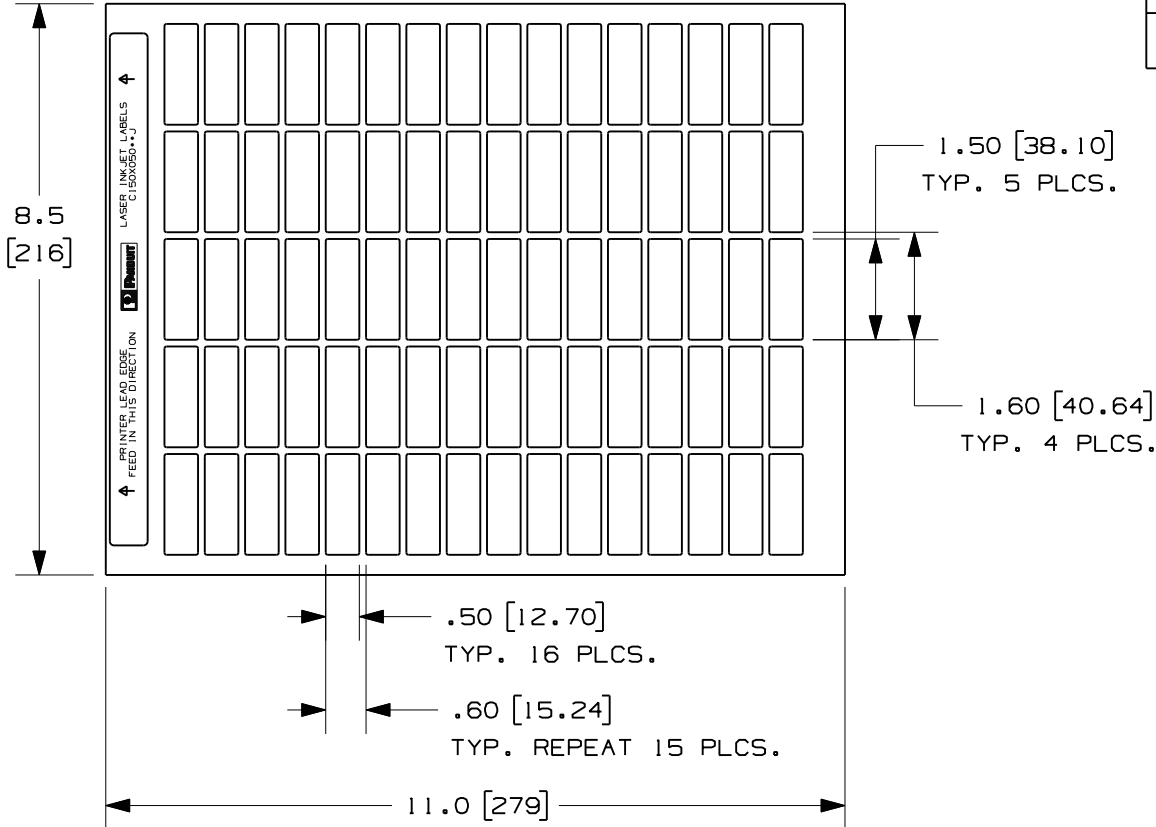 8.5
[216]
LASER INKJET LABELS
C150X050**J
PANDUIT
PRINTER LEAD EDGE
FEED IN THIS DIRECTION
1.50 [38.10]
TYP. 5 PLCS.
1.60 [40.64]
TYP. 4 PLCS.
.50 [12.70]
TYP. 16 PLCS.
.60 [15.24]
TYP. REPEAT 15 PLCS.
11.0 [279]